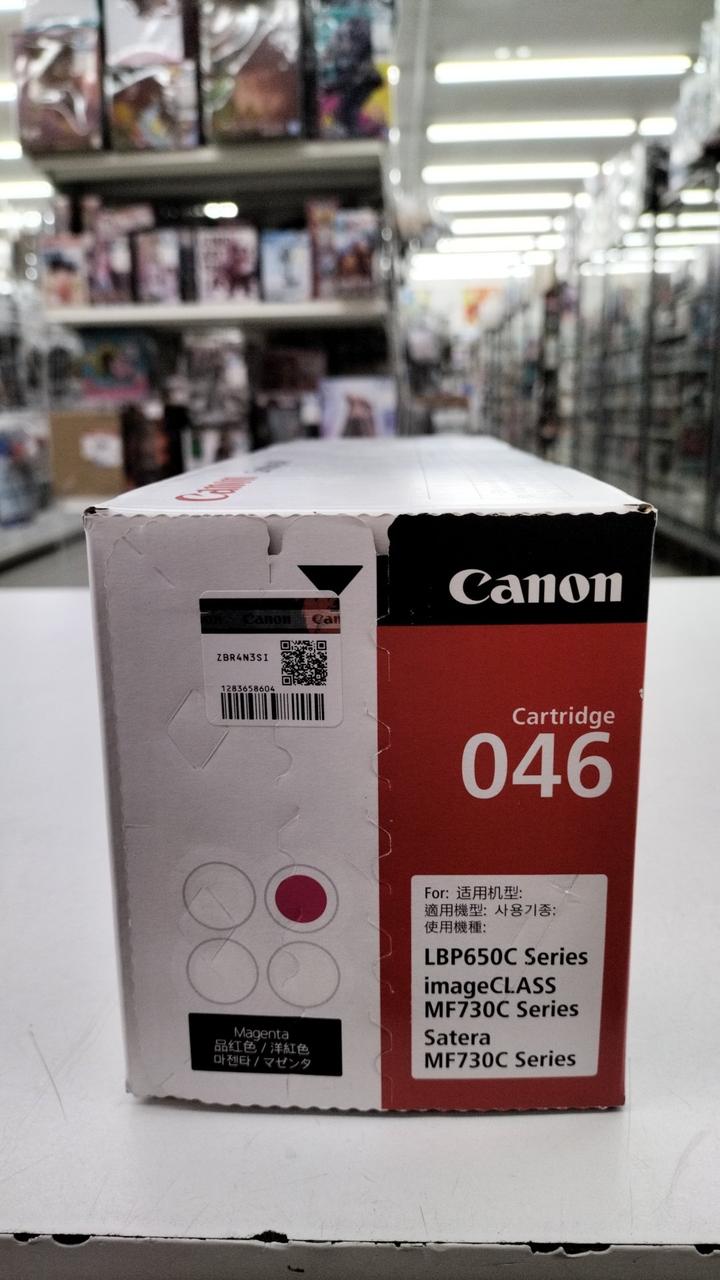 Canon
Canon
Canon
Can
ZBR4N3SI
1283658604
Cartridge
046
For: 适用机型:
適用機型: 사용기종:
使用機種:
LBP650C Series
imageCLASS
MF730C Series
Satera
MF730C Series
Magenta
品红色 / 洋紅色
마젠타 / マゼンタ